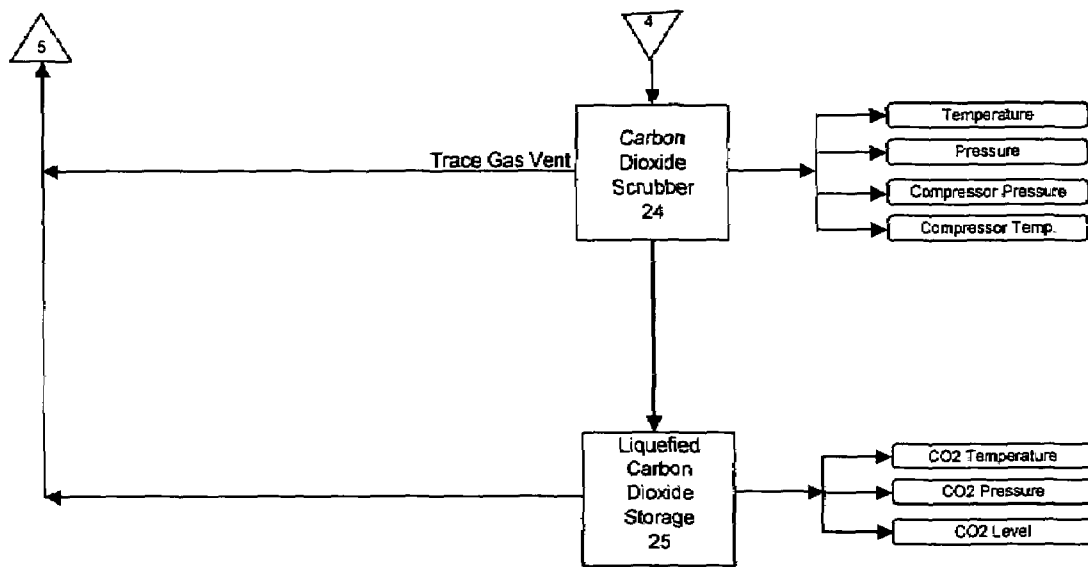 5
4
Carbon
Dioxide
Scrubber
24
Trace Gas Vent
Temperature
Pressure
Compressor Pressure
Compressor Temp.
Liquefied
Carbon
Dioxide
Storage
25
CO2 Temperature
CO2 Pressure
CO2 Level